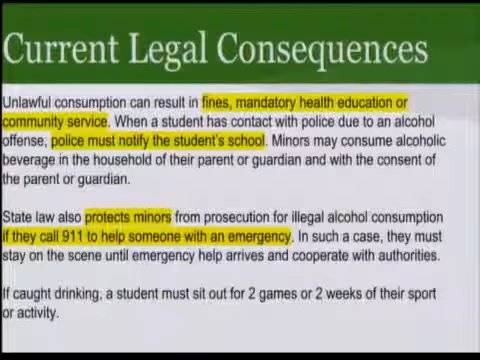 Current Legal Consequences
Unlawful consumption can result in fines, mandatory health education or
community service. When a student has contact with police due to an alcohol
offense, police must notify the student's school. Minors may consume alcoholic
beverage in the household of their parent or guardian and with the consent of
the parent or guardian.
State law also protects minors from prosecution for illegal alcohol consumption
if they call 911 to help someone with an emergency. In such a case, they must
stay on the scene until emergency help arrives and cooperate with authorities.
If caught drinking, a student must sit out for 2 games or 2 weeks of their sport
or activity.